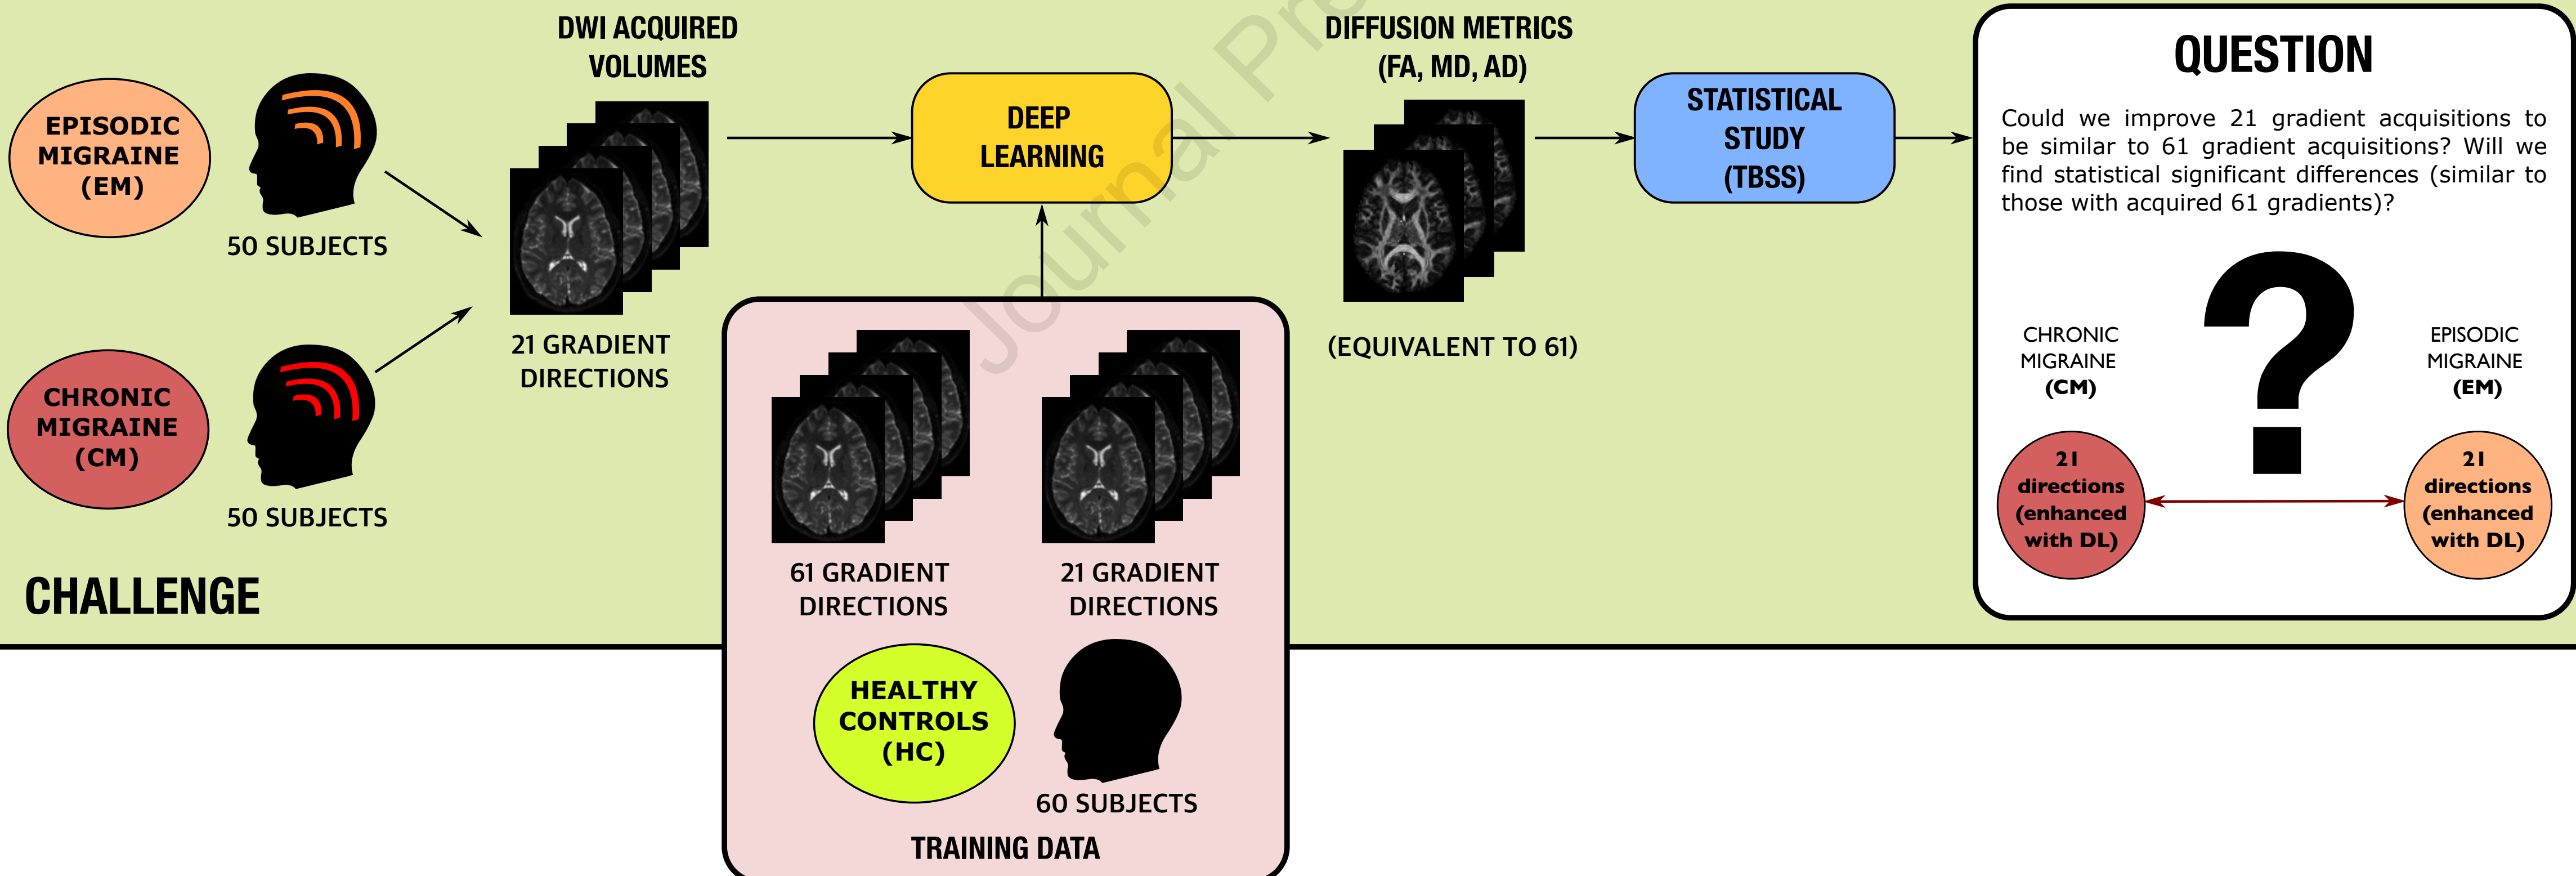 DWI ACQUIRED
VOLUMES
DIFFUSION METRICS
(FA, MD, AD)
QUESTION
EPISODIC
MIGRAINE
(EM)
50 SUBJECTS
CHRONIC
MIGRAINE
(CM)
50 SUBJECTS
21 GRADIENT
DIRECTIONS
DEEP
LEARNING
(EQUIVALENT TO 61)
STATISTICAL
STUDY
(TBSS)
Could we improve 21 gradient acquisitions to
be similar to 61 gradient acquisitions? Will we
find statistical significant differences (similar to
those with acquired 61 gradients)?
?
CHRONIC
MIGRAINE
(CM)
EPISODIC
MIGRAINE
(EM)
21
directions
(enhanced
with DL)
21
directions
(enhanced
with DL)
CHALLENGE
61 GRADIENT
DIRECTIONS
21 GRADIENT
DIRECTIONS
HEALTHY
CONTROLS
(HC)
60 SUBJECTS
TRAINING DATA
Journal